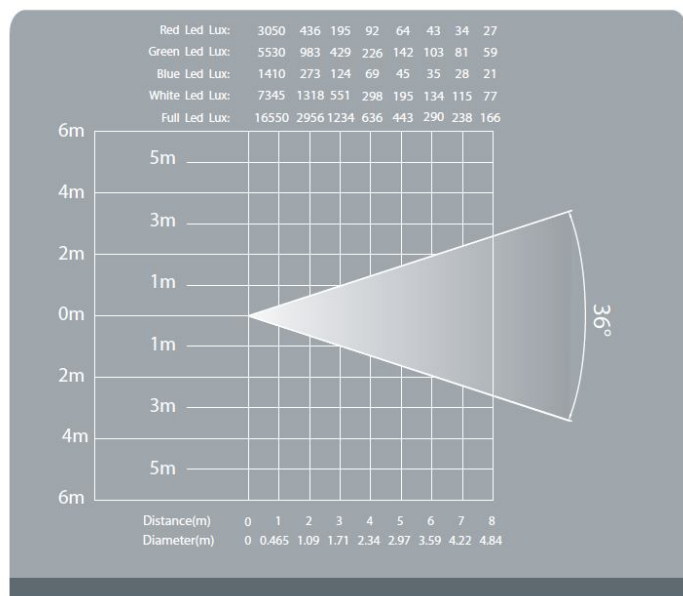 Red Led Lux: 3050 436 195 92 64 43 34 27
Green Led Lux: 5530 983 429 226 142 103 81 59
Blue Led Lux: 1410 273 124 69 45 35 28 21
White Led Lux: 7345 1318 551 298 195 134 115 77
Full Led Lux: 16550 2956 1234 636 443 290 238 166
6m
5m
4m
3m
2m
1m
0m
36°
1m
2m
3m
4m
5m
6m
Distance(m) 0 1 2 3 4 5 6 7 8
Diameter(m) 0 0.465 1.09 1.71 2.34 2.97 3.59 4.22 4.84